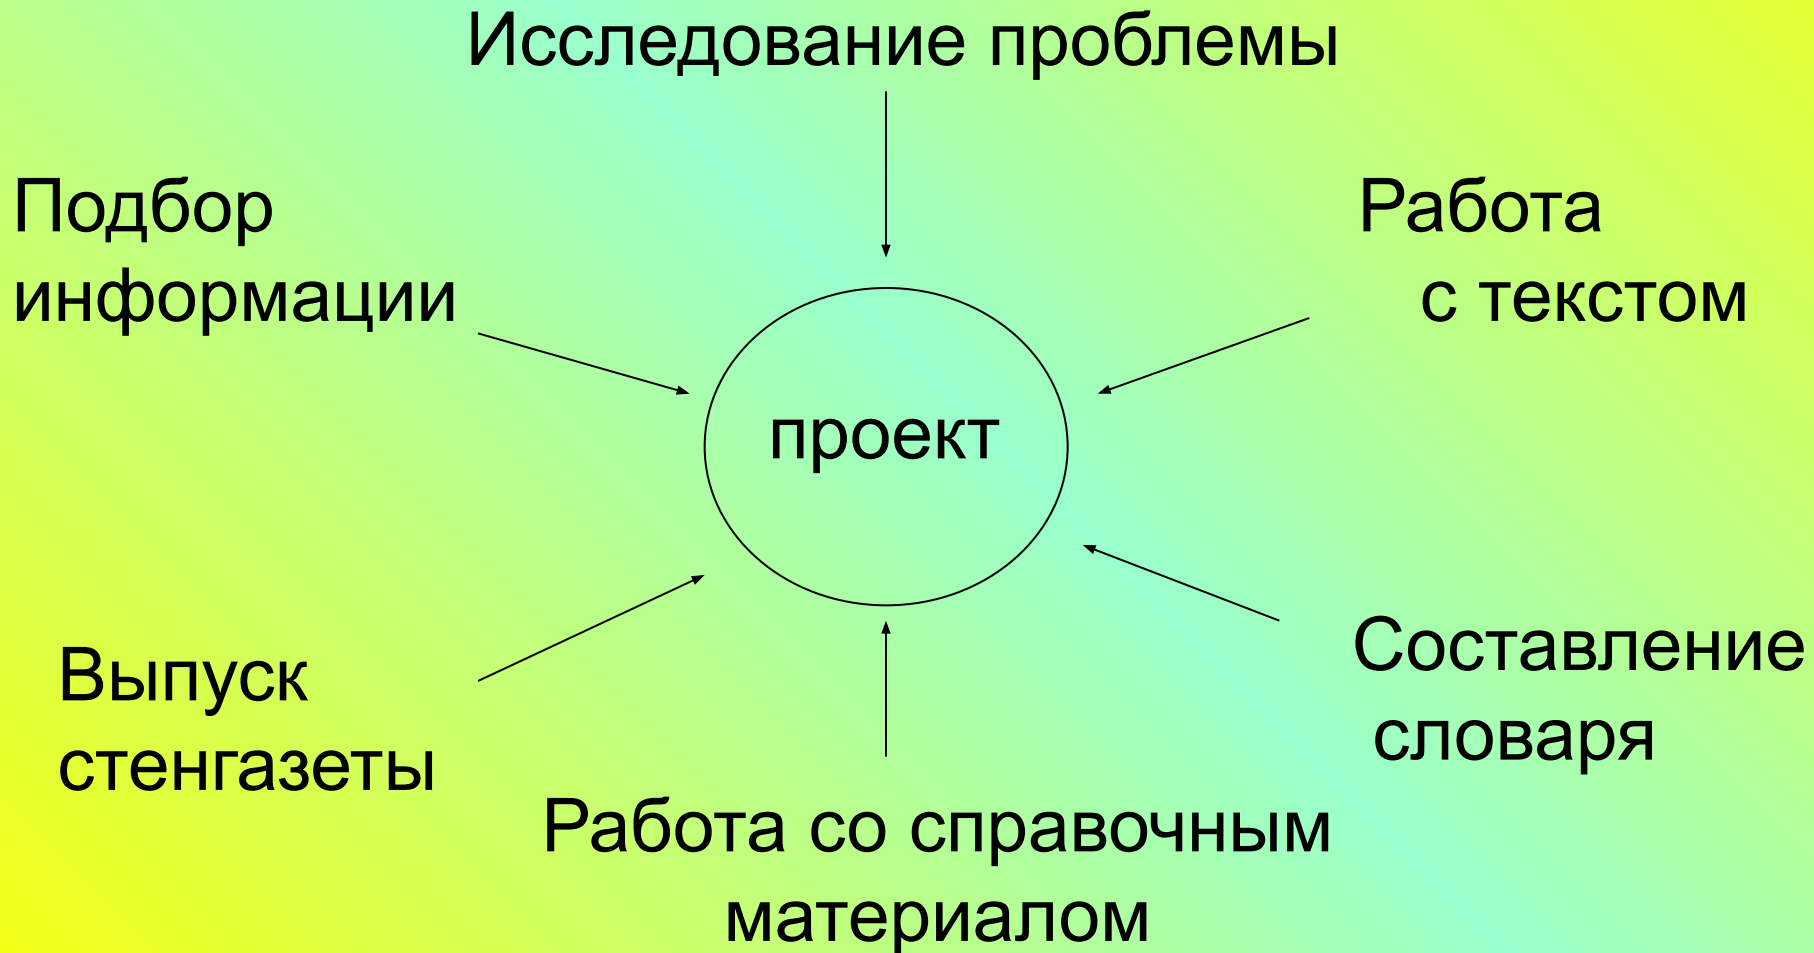 Исследование проблемы
Подбор
информации
Работа
с текстом
проект
Выпуск
стенгазеты
Составление
словаря
Работа со справочным
материалом